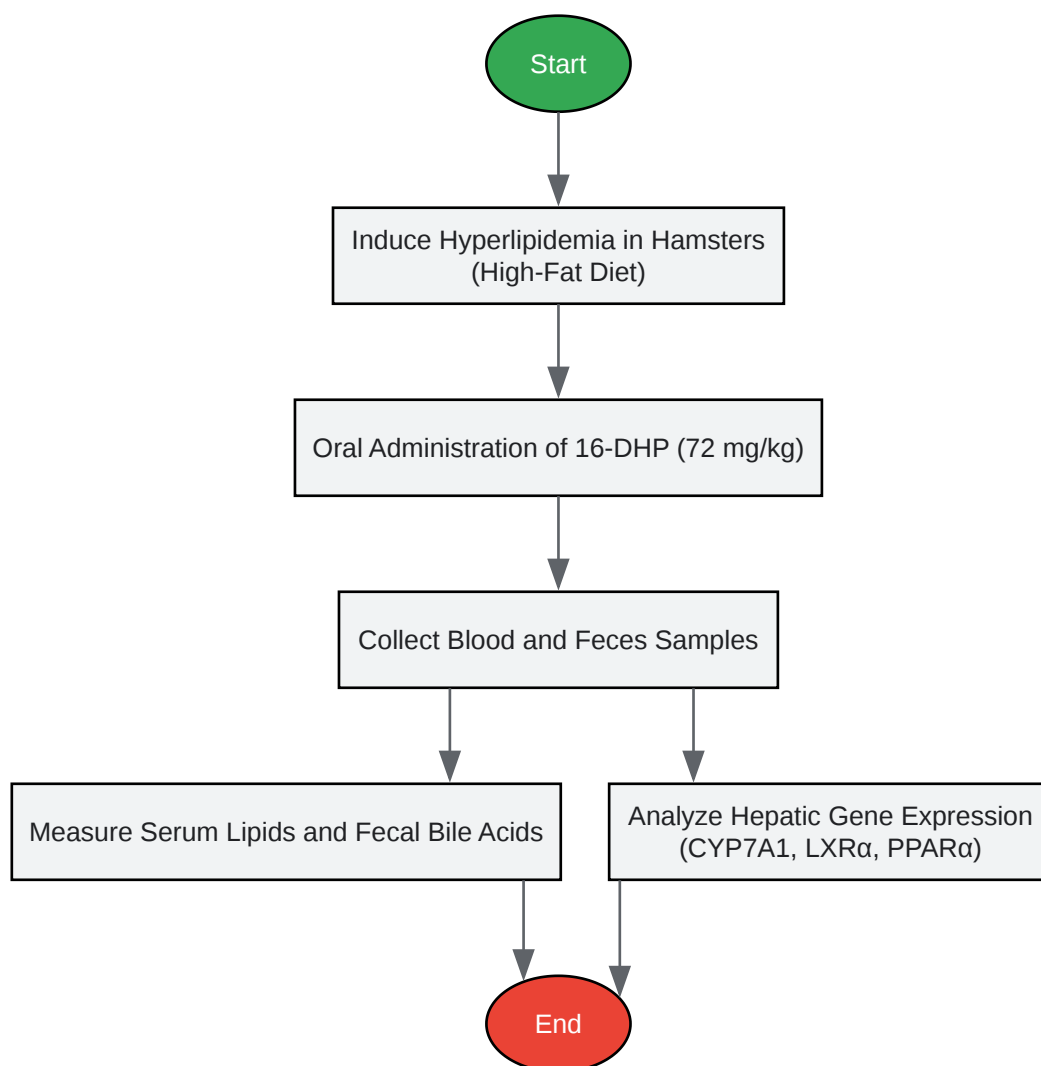 Start
Induce Hyperlipidemia in Hamsters
(High-Fat Diet)
Oral Administration of 16-DHP (72 mg/kg)
Collect Blood and Feces Samples
Measure Serum Lipids and Fecal Bile Acids
Analyze Hepatic Gene Expression
(CYP7A1, LXRα, PPARα)
End